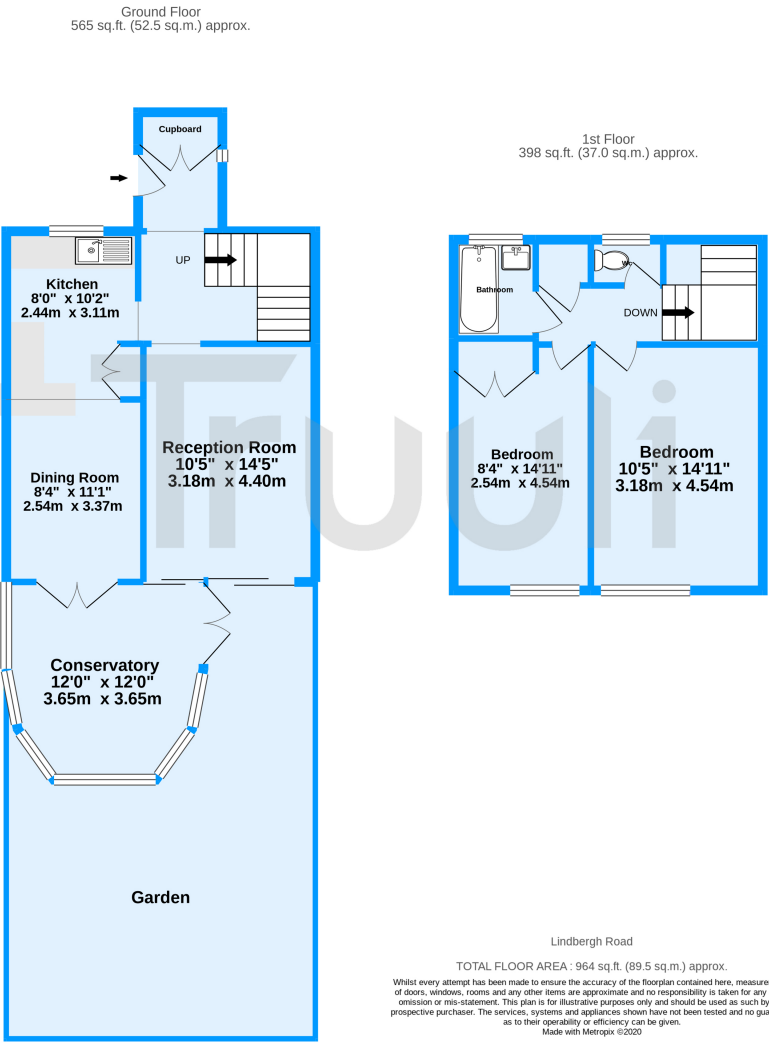 Ground Floor
565 sq.ft. (52.5 sq.m.) approx.
Cupboard
1st Floor
398 sq.ft. (37.0 sq.m.) approx.
UP
Kitchen
8'0" x 10'2"
2.44m x 3.11m
Wc
Bathroom
DOWN
Truuli
Reception Room
10'5" x 14'5"
3.18m x 4.40m
Dining Room
8'4" x 11'1"
2.54m x 3.37m
Bedroom
8'4" x 14'11"
2.54m x 4.54m
Bedroom
10'5" x 14'11"
3.18m x 4.54m
Conservatory
12'0" x 12'0"
3.65m x 3.65m
Garden
Lindbergh Road
TOTAL FLOOR AREA : 964 sq.ft. (89.5 sq.m.) approx.
Whilst every attempt has been made to ensure the accuracy of the floorplan contained here, measure
of doors, windows, rooms and any other items are approximate and no responsibility is taken for any
omission or mis-statement. This plan is for illustrative purposes only and should be used as such by
prospective purchaser. The services, systems and appliances shown have not been tested and no gua
as to their operability or efficiency can be given.
Made with Metropix ©2020